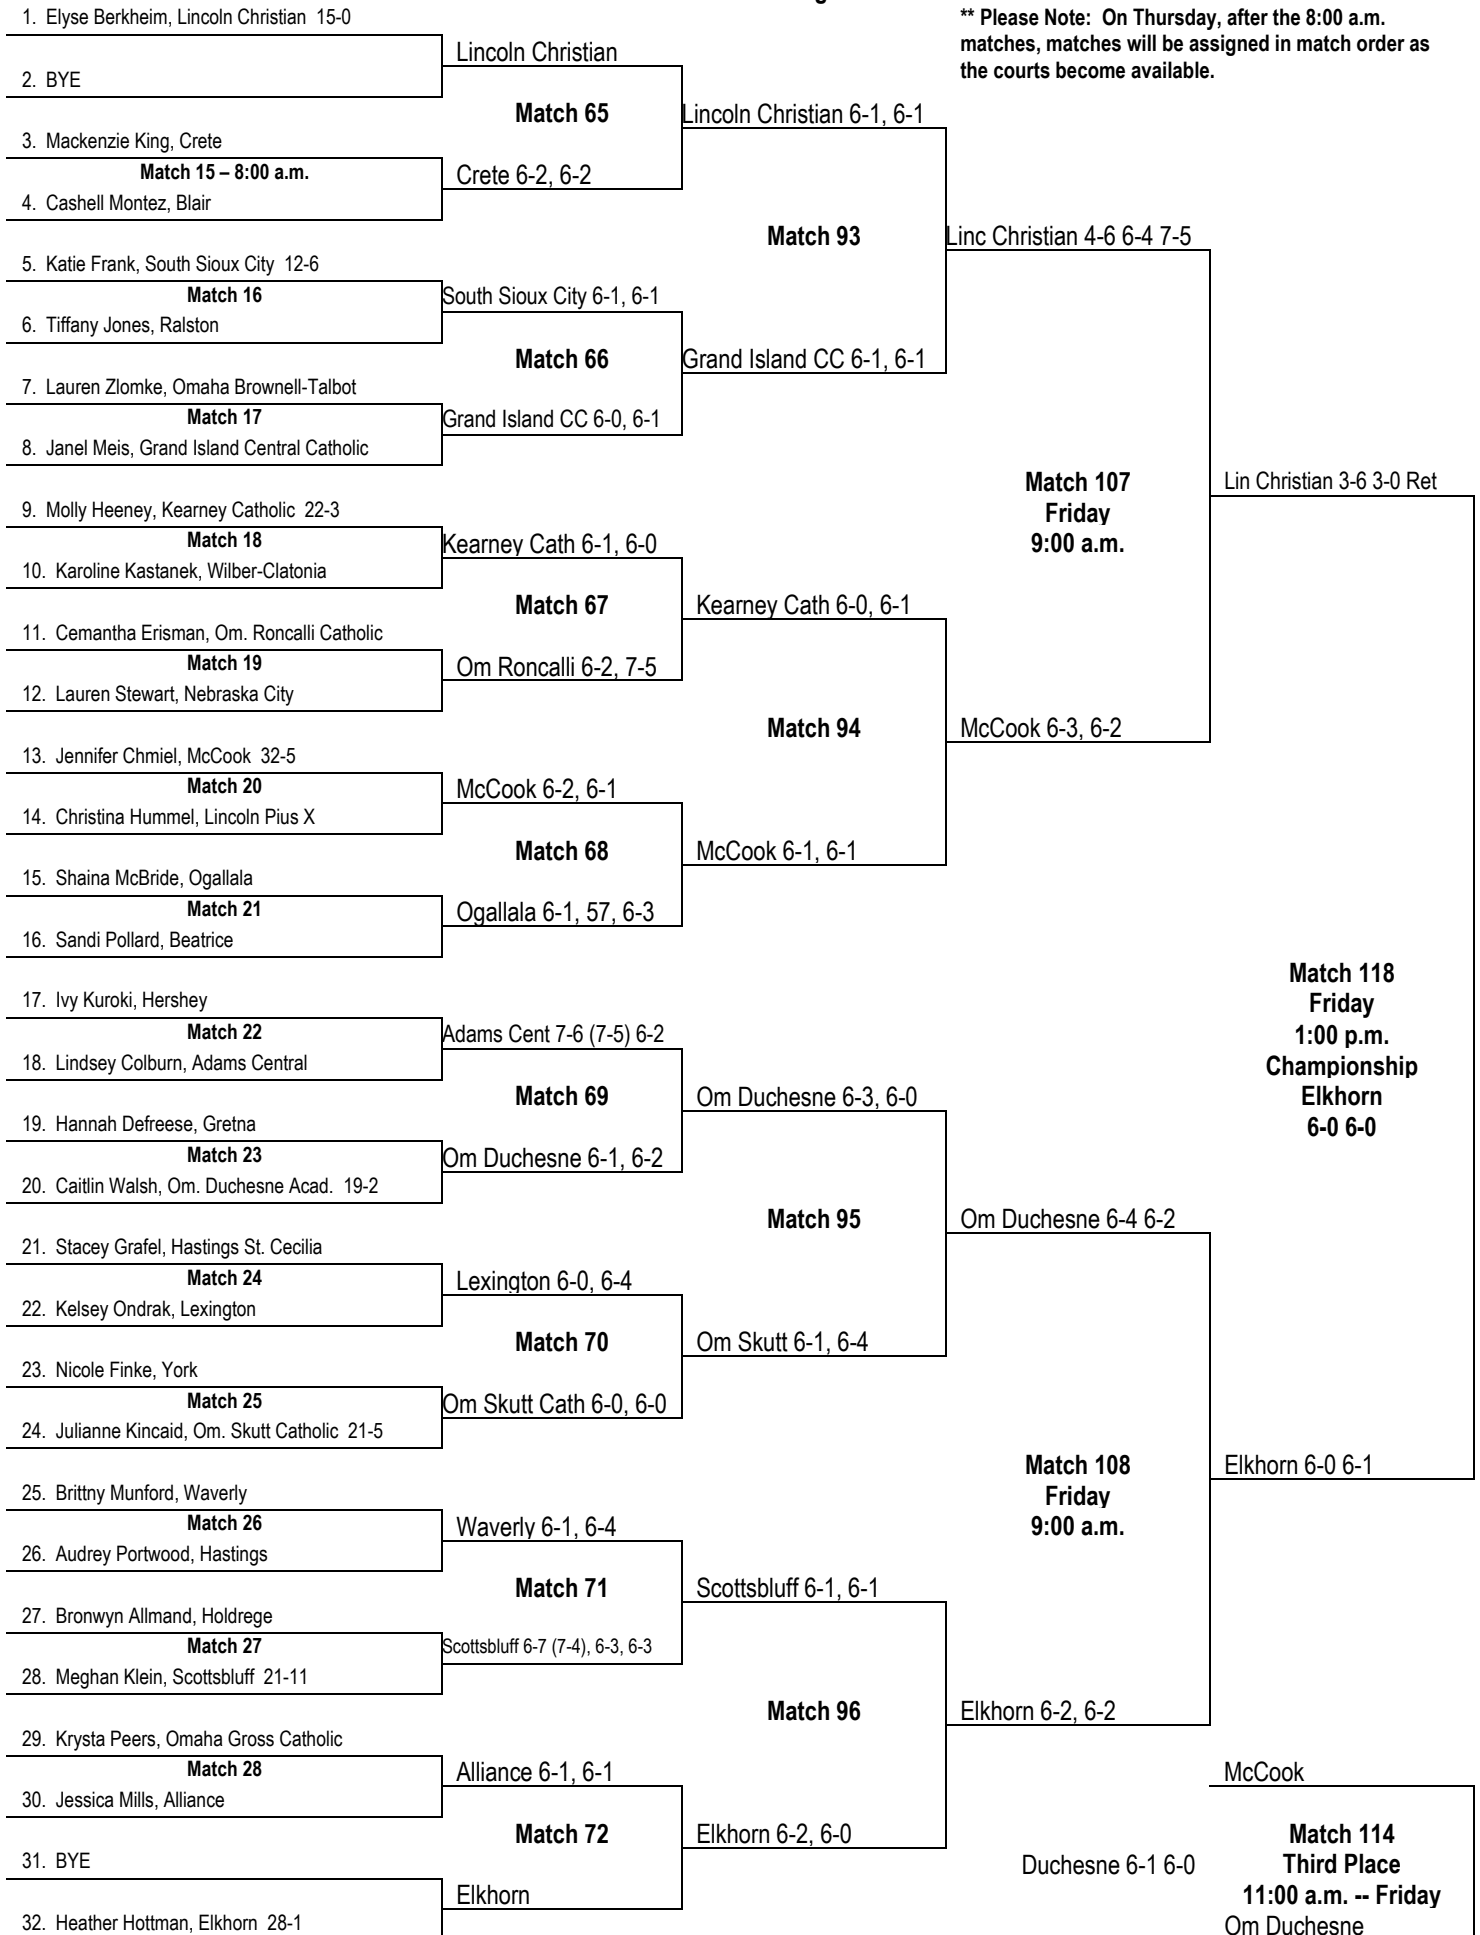 1. Elyse Berkheim, Lincoln Christian 15-0
** Please Note: On Thursday, after the 8:00 a.m.
matches, matches will be assigned in match order as
the courts become available.
Lincoln Christian
2. BYE
Match 65
Lincoln Christian 6-1, 6-1
3. Mackenzie King, Crete
Match 15 – 8:00 a.m.
Crete 6-2, 6-2
4. Cashell Montez, Blair
Match 93
Linc Christian 4-6 6-4 7-5
5. Katie Frank, South Sioux City 12-6
Match 16
South Sioux City 6-1, 6-1
6. Tiffany Jones, Ralston
Match 66
Grand Island CC 6-1, 6-1
7. Lauren Zlomke, Omaha Brownell-Talbot
Match 17
Grand Island CC 6-0, 6-1
8. Janel Meis, Grand Island Central Catholic
Match 107
Friday
9:00 a.m.
Lin Christian 3-6 3-0 Ret
9. Molly Heeney, Kearney Catholic 22-3
Match 18
Kearney Cath 6-1, 6-0
10. Karoline Kastanek, Wilber-Clatonia
Match 67
Kearney Cath 6-0, 6-1
11. Cemantha Erisman, Om. Roncalli Catholic
Match 19
Om Roncalli 6-2, 7-5
12. Lauren Stewart, Nebraska City
Match 94
McCook 6-3, 6-2
13. Jennifer Chmiel, McCook 32-5
Match 20
McCook 6-2, 6-1
14. Christina Hummel, Lincoln Pius X
Match 68
McCook 6-1, 6-1
15. Shaina McBride, Ogallala
Match 21
Ogallala 6-1, 57, 6-3
16. Sandi Pollard, Beatrice
Match 118
Friday
1:00 p.m.
Championship
Elkhorn
6-0 6-0
17. Ivy Kuroki, Hershey
Match 22
Adams Cent 7-6 (7-5) 6-2
18. Lindsey Colburn, Adams Central
Match 69
Om Duchesne 6-3, 6-0
19. Hannah Defreese, Gretna
Match 23
Om Duchesne 6-1, 6-2
20. Caitlin Walsh, Om. Duchesne Acad. 19-2
Match 95
Om Duchesne 6-4 6-2
21. Stacey Grafel, Hastings St. Cecilia
Match 24
Lexington 6-0, 6-4
22. Kelsey Ondrak, Lexington
Match 70
Om Skutt 6-1, 6-4
23. Nicole Finke, York
Match 25
Om Skutt Cath 6-0, 6-0
24. Julianne Kincaid, Om. Skutt Catholic 21-5
Match 108
Friday
9:00 a.m.
Elkhorn 6-0 6-1
25. Brittny Munford, Waverly
Match 26
Waverly 6-1, 6-4
26. Audrey Portwood, Hastings
Match 71
Scottsbluff 6-1, 6-1
27. Bronwyn Allmand, Holdrege
Match 27
Scottsbluff 6-7 (7-4), 6-3, 6-3
28. Meghan Klein, Scottsbluff 21-11
Match 96
Elkhorn 6-2, 6-2
29. Krysta Peers, Omaha Gross Catholic
Match 28
Alliance 6-1, 6-1
McCook
30. Jessica Mills, Alliance
Match 72
Elkhorn 6-2, 6-0
Match 114
Third Place
11:00 a.m. -- Friday
31. BYE
Duchesne 6-1 6-0
Elkhorn
32. Heather Hottman, Elkhorn 28-1
Om Duchesne